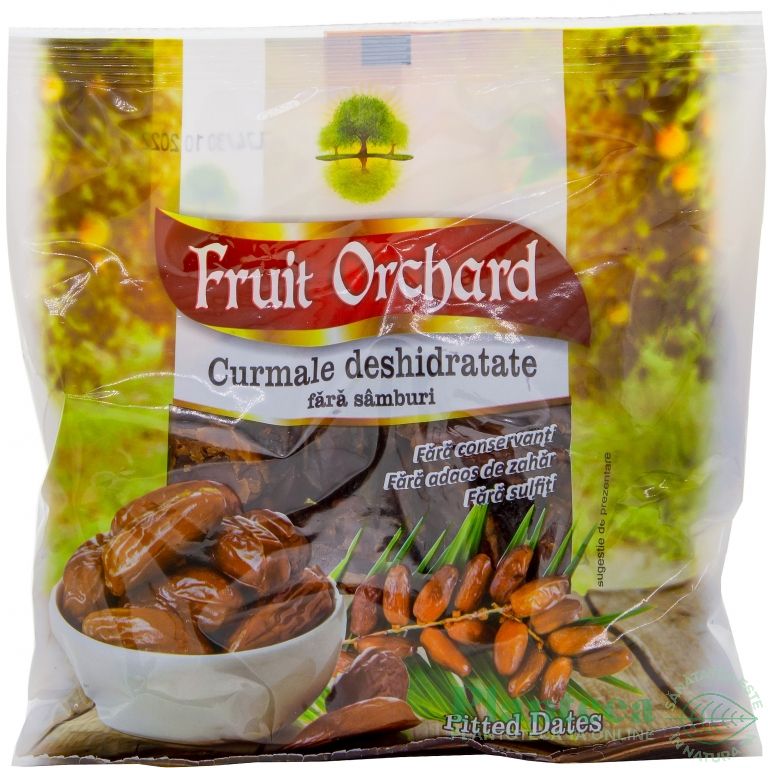 Fruit Orchard
Curmale deshidratate
fără sâmburi
Fără conservanți
Fără adaos de zahăr
Fără sulfiți
sugestie de prezentare
Pitted Dates